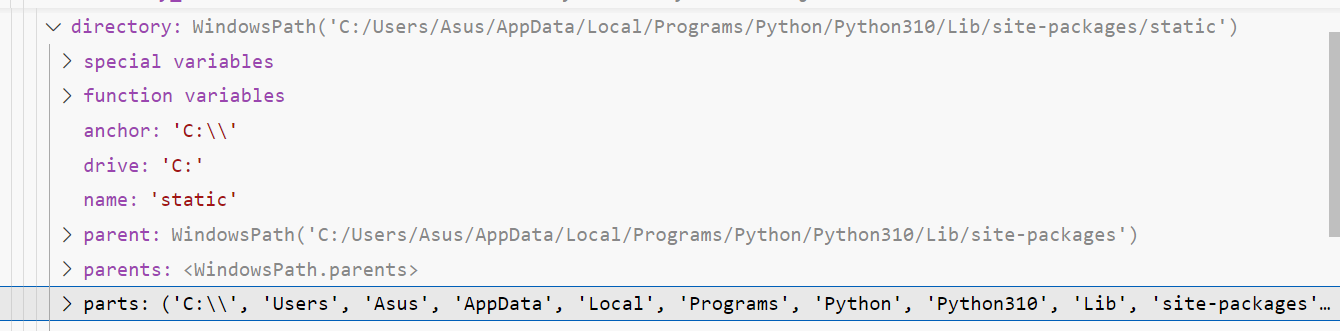 directory: WindowsPath('C:/Users/Asus/AppData/Local/Programs/Python/Python310/Lib/site-packages/static')
special variables
function variables
anchor: 'C:\\'
drive: 'C:'
name: 'static'
parent: WindowsPath('C:/Users/Asus/AppData/Local/Programs/Python/Python310/Lib/site-packages')
parents: <WindowsPath.parents>
parts: ('C:\\', 'Users', 'Asus', 'AppData', 'Local', 'Programs', 'Python', 'Python310', 'Lib', 'site-packages'…